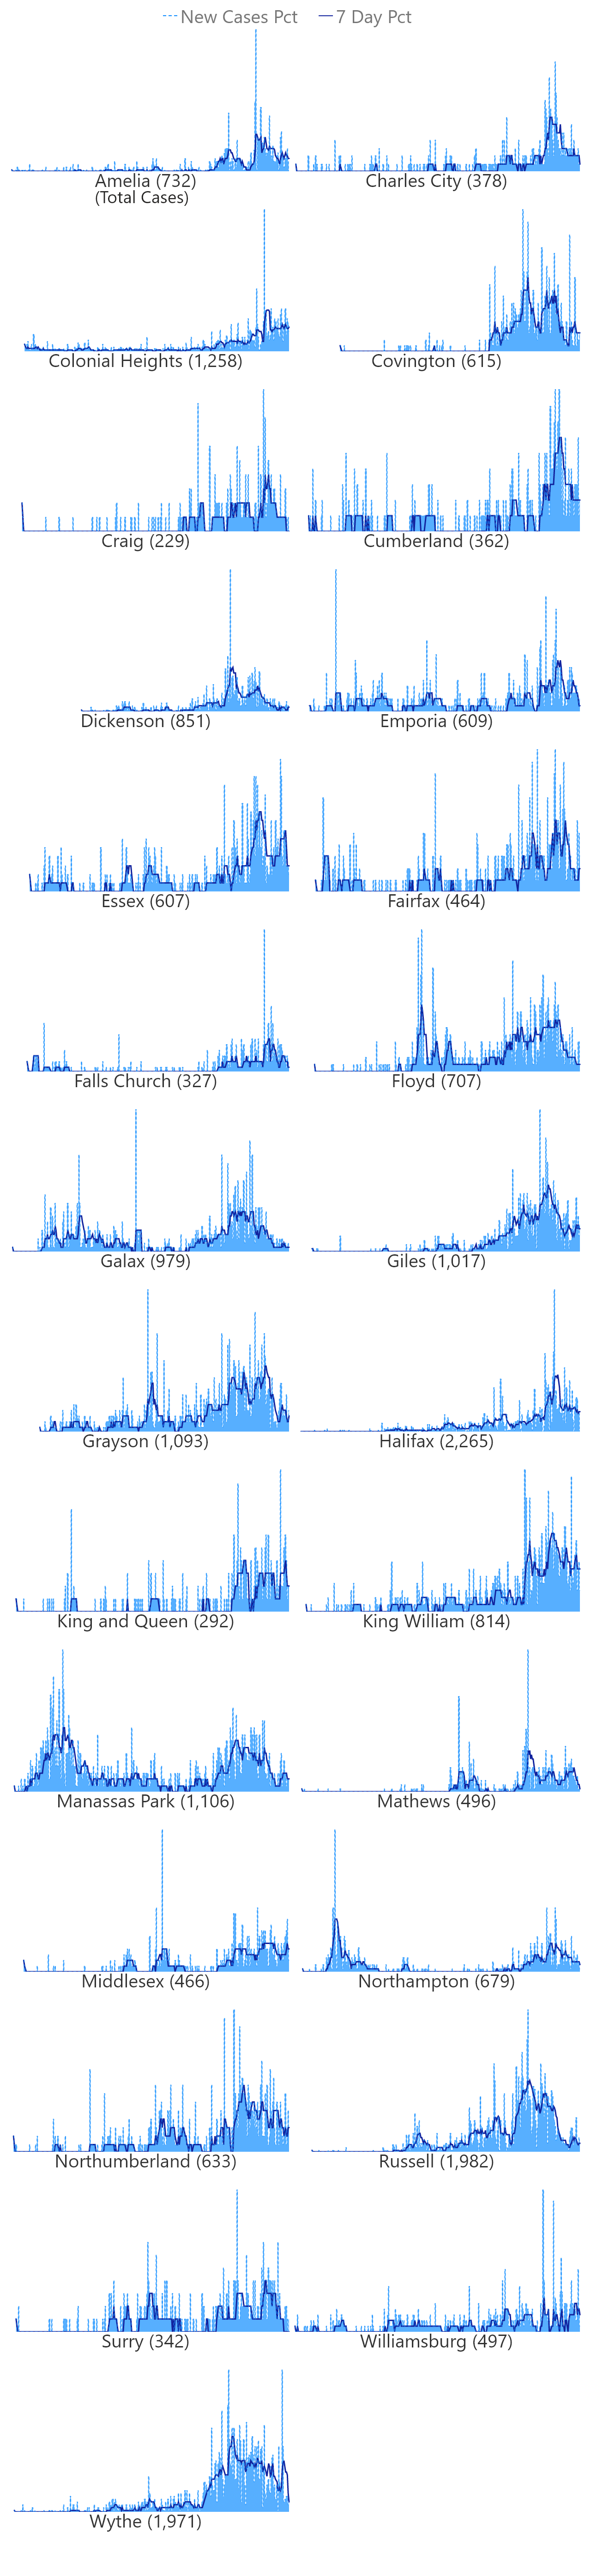 New Cases Pct 7 Day Pct
Amelia (732) Charles City (378)
(Total Cases)
Colonial Heights (1,258) Covington (615)
Craig (229) Cumberland (362)
Dickenson (851) Emporia (609)
Essex (607) Fairfax (464)
Falls Church (327) Floyd (707)
Galax (979) Giles (1,017)
Grayson (1,093) Halifax (2,265)
King and Queen (292) King William (814)
Manassas Park (1,106) Mathews (496)
Middlesex (466) Northampton (679)
Northumberland (633) Russell (1,982)
Surry (342) Williamsburg (497)
Wythe (1,971)